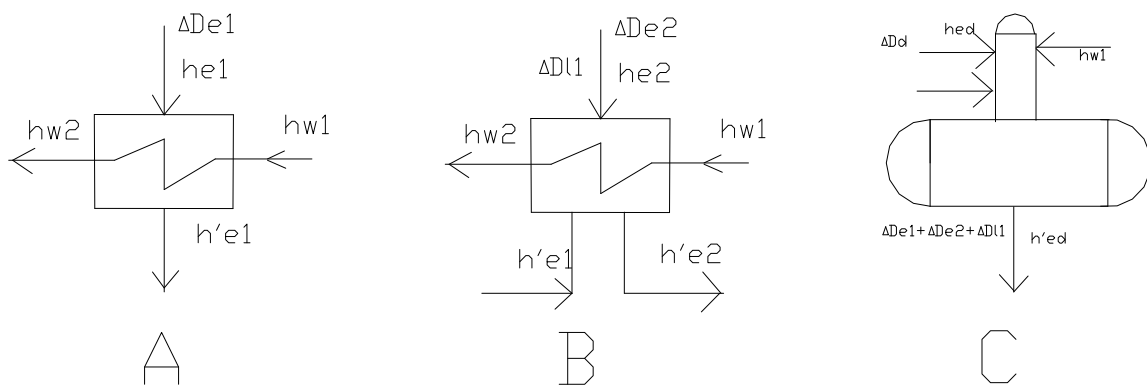 ΔDe1
he1
hw2
hw1
h'e1
A
ΔDe2
ΔDl1
he2
hw2
hw1
h'e1
h'e2
B
hed
ΔDd
hw1
ΔDe1+ΔDe2+ΔDl1
h'ed
C